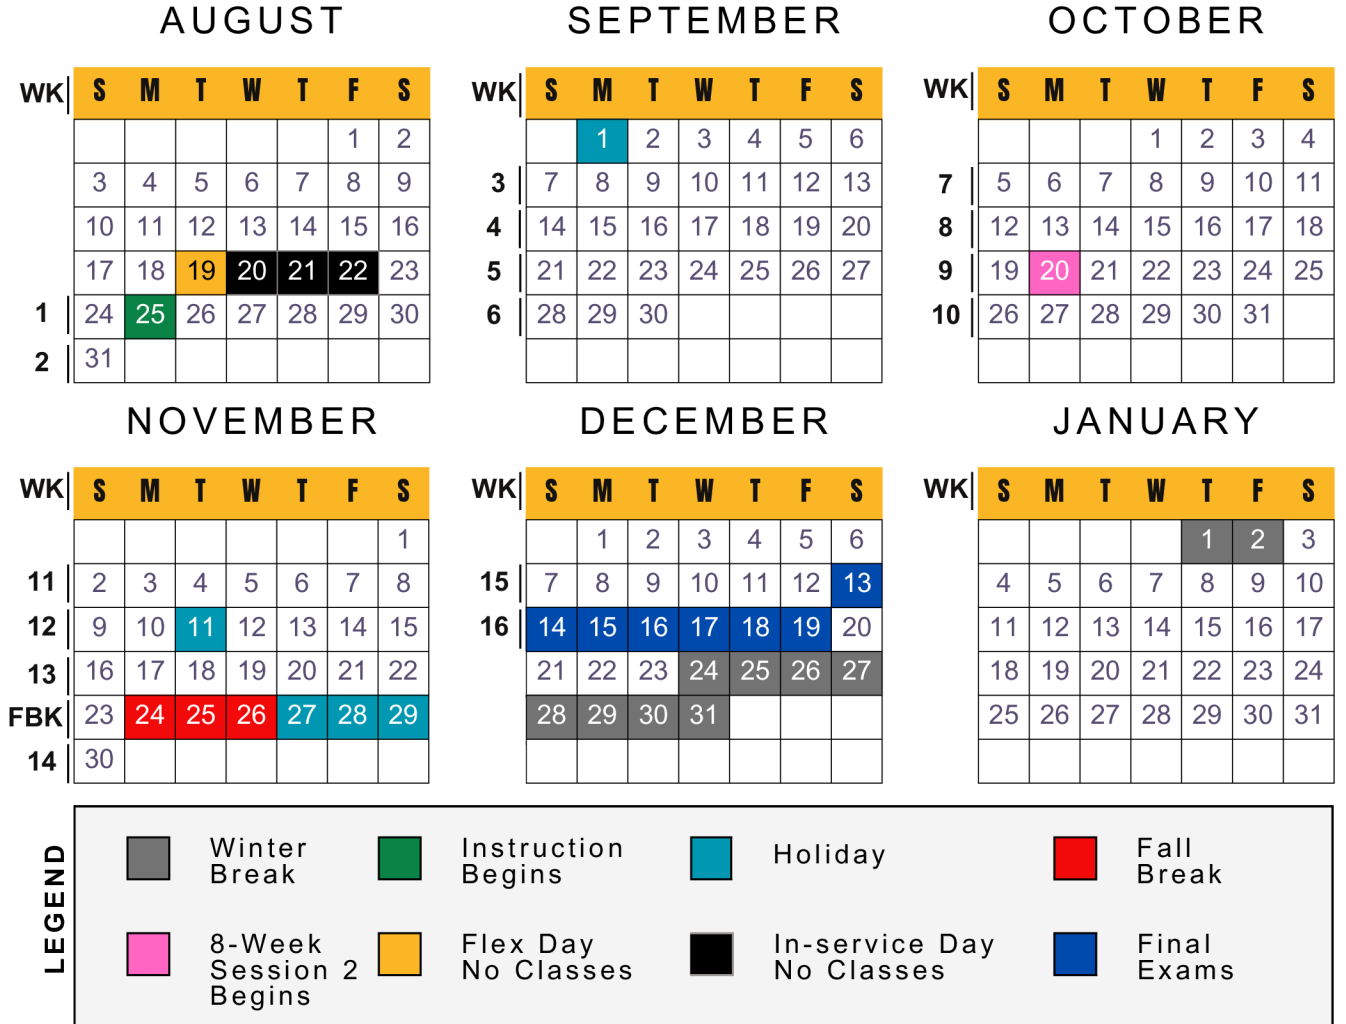 AUGUST SEPTEMBER OCTOBER
WK S M T W T F S WK S M T W T F S WK S M T W T F S
1 2 1 2 3 4 5 6 1 2 3 4
3 4 5 6 7 8 9 3 7 8 9 10 11 12 13 7 5 6 7 8 9 10 11
10 11 12 13 14 15 16 4 14 15 16 17 18 19 20 8 12 13 14 15 16 17 18
17 18 19 20 21 22 23 5 21 22 23 24 25 26 27 9 19 20 21 22 23 24 25
1 24 25 26 27 28 29 30 6 28 29 30 10 26 27 28 29 30 31
2 31
NOVEMBER DECEMBER JANUARY
WK S M T W T F S WK S M T W T F S WK S M T W T F S
1 1 2 3 4 5 6 1 2 3
11 2 3 4 5 6 7 8 15 7 8 9 10 11 12 13 4 5 6 7 8 9 10
12 9 10 11 12 13 14 15 16 14 15 16 17 18 19 20 11 12 13 14 15 16 17
13 16 17 18 19 20 21 22 21 22 23 24 25 26 27 18 19 20 21 22 23 24
FBK 23 24 25 26 27 28 29 28 29 30 31 25 26 27 28 29 30 31
14 30
LEGEND
Winter
Break
Instruction
Begins
Holiday
Fall
Break
8-Week
Session 2
Begins
Flex Day
No Classes
In-service Day
No Classes
Final
Exams